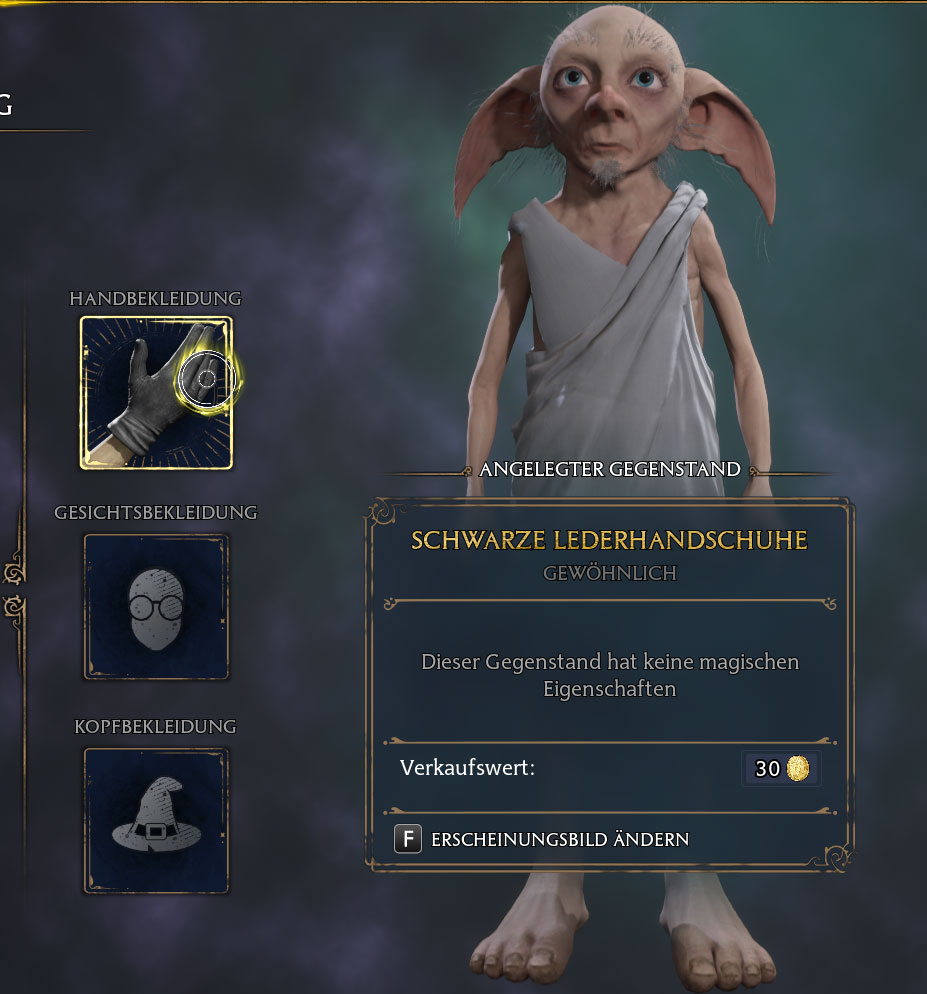 G
HANDBEKLEIDUNG
GESICHTSBEKLEIDUNG
KOPFBEKLEIDUNG
ANGELEGTER GEGENSTAND
SCHWARZE LEDERHANDSCHUHE
GEWÖHNLICH
Dieser Gegenstand hat keine magischen
Eigenschaften
Verkaufswert: 30
F ERSCHEINUNGSBILD ÄNDERN